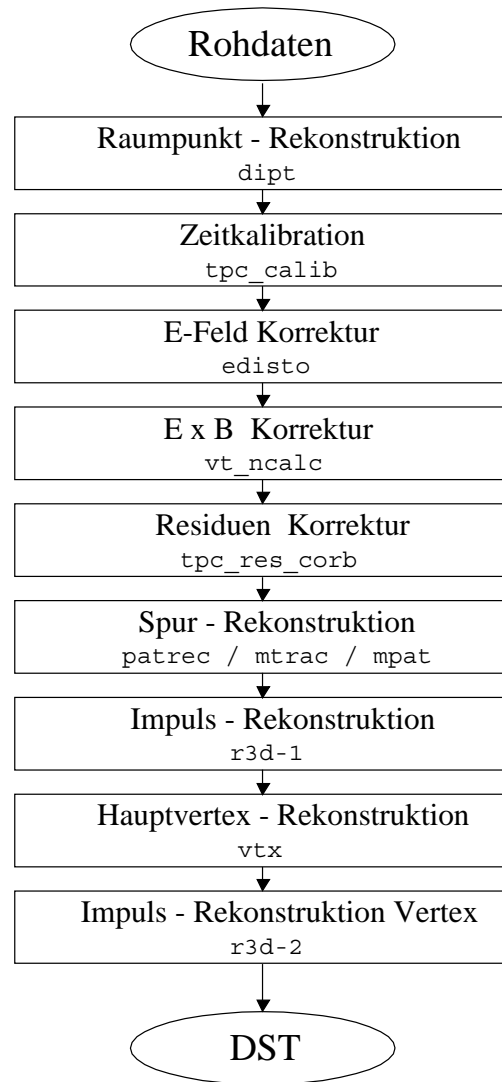 Rohdaten
Raumpunkt - Rekonstruktion
dipt
Zeitkalibration
tpc_calib
E-Feld Korrektur
edisto
E x B  Korrektur
vt_ncalc
Residuen  Korrektur
tpc_res_corb
Spur - Rekonstruktion
patrec / mtrac / mpat
Impuls - Rekonstruktion
r3d-1
Hauptvertex - Rekonstruktion
vtx
Impuls - Rekonstruktion Vertex
r3d-2
DST